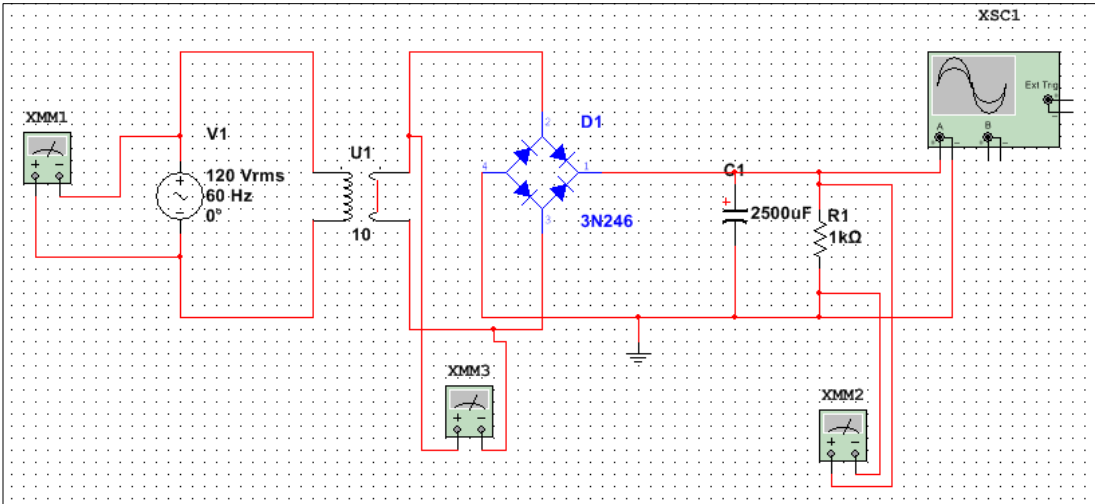 XSC1
Ext Trig
+
−
A
B
+ −
+ −
XMM1
+ −
V1
120 Vrms
60 Hz
0°
U1
10
D1
2
4
1
3
3N246
C1
+
2500uF
R1
1kΩ
XMM3
+ −
XMM2
+ −